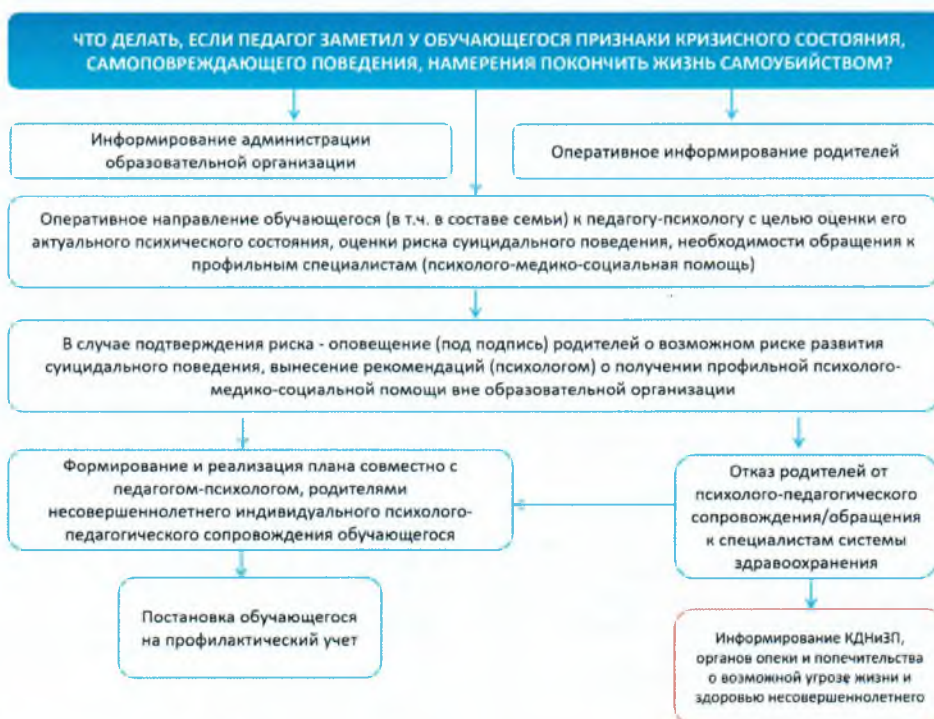 ЧТО ДЕЛАТЬ, ЕСЛИ ПЕДАГОГ ЗАМЕТИЛ У ОБУЧАЮЩЕГОСЯ ПРИЗНАКИ КРИЗИСНОГО СОСТОЯНИЯ,
САМОПОВРЕЖДАЮЩЕГО ПОВЕДЕНИЯ, НАМЕРЕНИЯ ПОКОНЧИТЬ ЖИЗНЬ САМОУБИЙСТВОМ?
Информирование администрации
образовательной организации
Оперативное информирование родителей
Оперативное направление обучающегося (в т.ч. в составе семьи) к педагогу-психологу с целью оценки его
актуального психического состояния, оценки риска суицидального поведения, необходимости обращения к
профильным специалистам (психолого-медико-социальная помощь)
В случае подтверждения риска - оповещение (под подпись) родителей о возможном риске развития
суицидального поведения, вынесение рекомендаций (психологом) о получении профильной психолого-
медико-социальной помощи вне образовательной организации
Формирование и реализация плана совместно с
педагогом-психологом, родителями
несовершеннолетнего индивидуального психолого-
педагогического сопровождения обучающегося
Отказ родителей от
психолого-педагогического
сопровождения/обращения
к специалистам системы
здравоохранения
Постановка обучающегося
на профилактический учет
Информирование КДНиЗП,
органов опеки и попечительства
о возможной угрозе жизни и
здоровью несовершеннолетнего